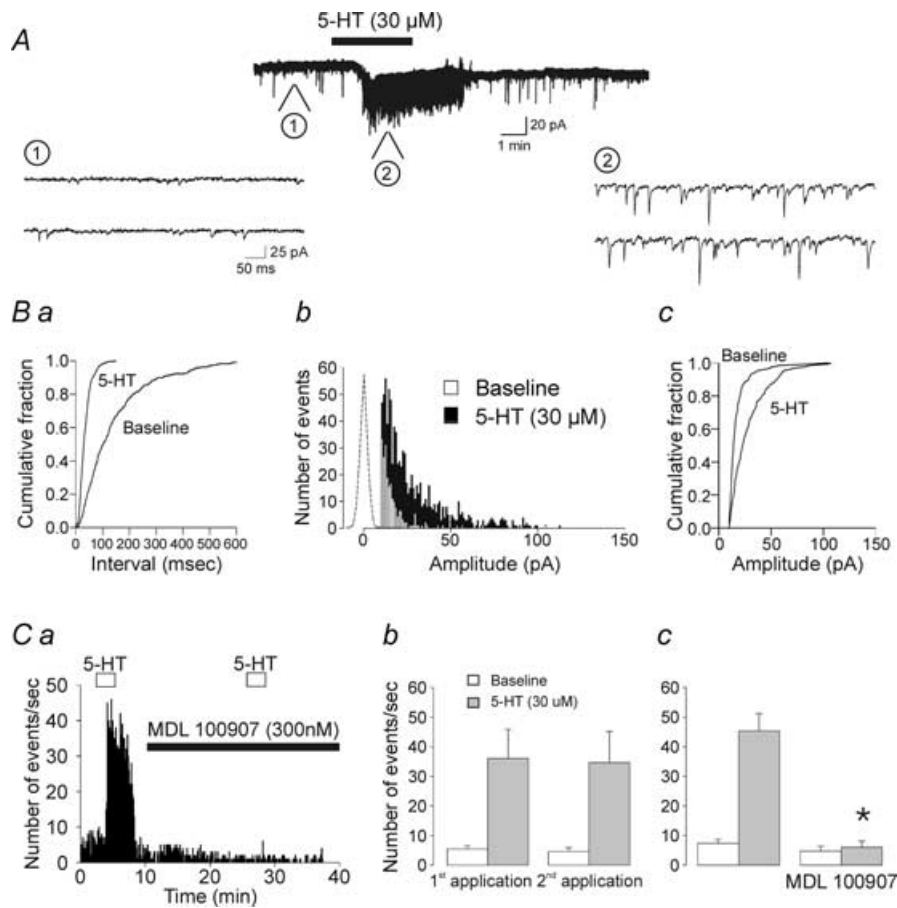 A
5-HT (30 µM)
1
2
20 pA
1 min
1
2
25 pA
50 ms
B a
b
c
Cumulative fraction
1.0
0.8
0.6
0.4
0.2
0.0
5-HT
Baseline
0 100 200 300 400 500 600
Interval (msec)
Number of events
60
50
40
30
20
10
0
Baseline
5-HT (30 µM)
0 50 100 150
Amplitude (pA)
Cumulative fraction
1.0
0.8
0.6
0.4
0.2
0.0
Baseline
5-HT
0 50 100 150
Amplitude (pA)
C a
b
c
Number of events/sec
50
40
30
20
10
0
5-HT
5-HT
MDL 100907 (300nM)
0 10 20 30 40
Time (min)
Number of events/sec
60
50
40
30
20
10
0
Baseline
5-HT (30 uM)
1st application 2nd application
60
50
40
30
20
10
0
*
MDL 100907